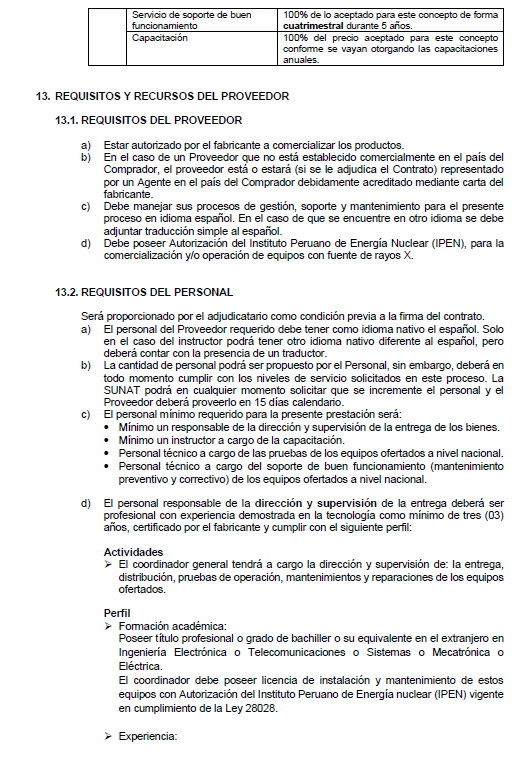 Servicio de soporte de buen funcionamiento
100% de lo aceptado para este concepto de forma cuatrimestral durante 5 años.
Capacitación
100% del precio aceptado para este concepto conforme se vayan otorgando las capacitaciones anuales.
13. REQUISITOS Y RECURSOS DEL PROVEEDOR
13.1. REQUISITOS DEL PROVEEDOR
a) Estar autorizado por el fabricante a comercializar los productos.
b) En el caso de un Proveedor que no está establecido comercialmente en el país del
Comprador, el proveedor está o estará (si se le adjudica el Contrato) representado
por un Agente en el país del Comprador debidamente acreditado mediante carta del
fabricante.
c) Debe manejar sus procesos de gestión, soporte y mantenimiento para el presente
proceso en idioma español. En el caso de que se encuentre en otro idioma se debe
adjuntar traducción simple al español.
d) Debe poseer Autorización del Instituto Peruano de Energía Nuclear (IPEN), para la
comercialización y/o operación de equipos con fuente de rayos X.
13.2. REQUISITOS DEL PERSONAL
Será proporcionado por el adjudicatario como condición previa a la firma del contrato.
a) El personal del Proveedor requerido debe tener como idioma nativo el español. Solo
en el caso del instructor podrá tener otro idioma nativo diferente al español, pero
deberá contar con la presencia de un traductor.
b) La cantidad de personal podrá ser propuesto por el Personal, sin embargo, deberá en
todo momento cumplir con los niveles de servicio solicitados en este proceso. La
SUNAT podrá en cualquier momento solicitar que se incremente el personal y el
Proveedor deberá proveerlo en 15 días calendario.
c) El personal mínimo requerido para la presente prestación será:
• Mínimo un responsable de la dirección y supervisión de la entrega de los bienes.
• Mínimo un instructor a cargo de la capacitación.
• Personal técnico a cargo de las pruebas de los equipos ofertados a nivel nacional.
• Personal técnico a cargo del soporte de buen funcionamiento (mantenimiento
preventivo y correctivo) de los equipos ofertados a nivel nacional.
d) El personal responsable de la dirección y supervisión de la entrega deberá ser
profesional con experiencia demostrada en la tecnología como mínimo de tres (03)
años, certificado por el fabricante y cumplir con el siguiente perfil:
Actividades
➢ El coordinador general tendrá a cargo la dirección y supervisión de: la entrega,
distribución, pruebas de operación, mantenimientos y reparaciones de los equipos
ofertados.
Perfil
➢ Formación académica:
Poseer título profesional o grado de bachiller o su equivalente en el extranjero en
Ingeniería Electrónica o Telecomunicaciones o Sistemas o Mecatrónica o
Eléctrica.
El coordinador debe poseer licencia de instalación y mantenimiento de estos
equipos con Autorización del Instituto Peruano de Energía nuclear (IPEN) vigente
en cumplimiento de la Ley 28028.
➢ Experiencia: